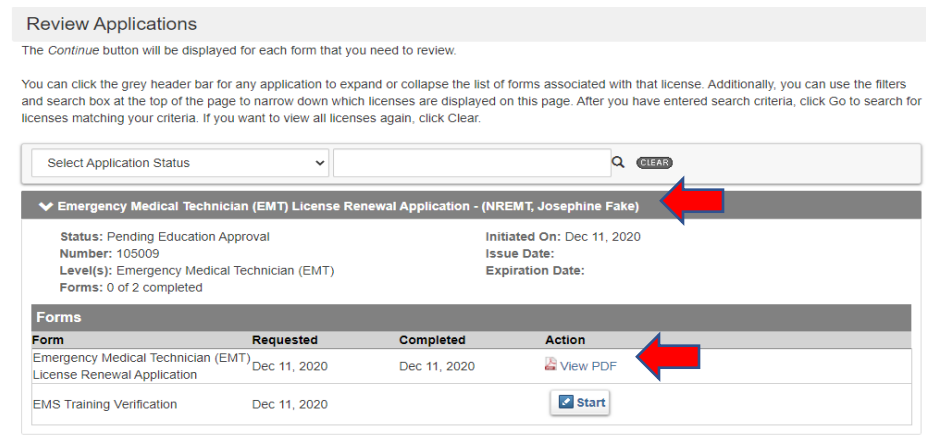 Review Applications
The Continue button will be displayed for each form that you need to review.
You can click the grey header bar for any application to expand or collapse the list of forms associated with that license. Additionally, you can use the filters
and search box at the top of the page to narrow down which licenses are displayed on this page. After you have entered search criteria, click Go to search for
licenses matching your criteria. If you want to view all licenses again, click Clear.
Select Application Status CLEAR
Emergency Medical Technician (EMT) License Renewal Application - (NREMT, Josephine Fake)
Status: Pending Education Approval Initiated On: Dec 11, 2020
Number: 105009 Issue Date:
Level(s): Emergency Medical Technician (EMT) Expiration Date:
Forms: 0 of 2 completed
Forms
Form Requested Completed Action
Emergency Medical Technician (EMT)
License Renewal Application Dec 11, 2020 Dec 11, 2020 View PDF
EMS Training Verification Dec 11, 2020 Start